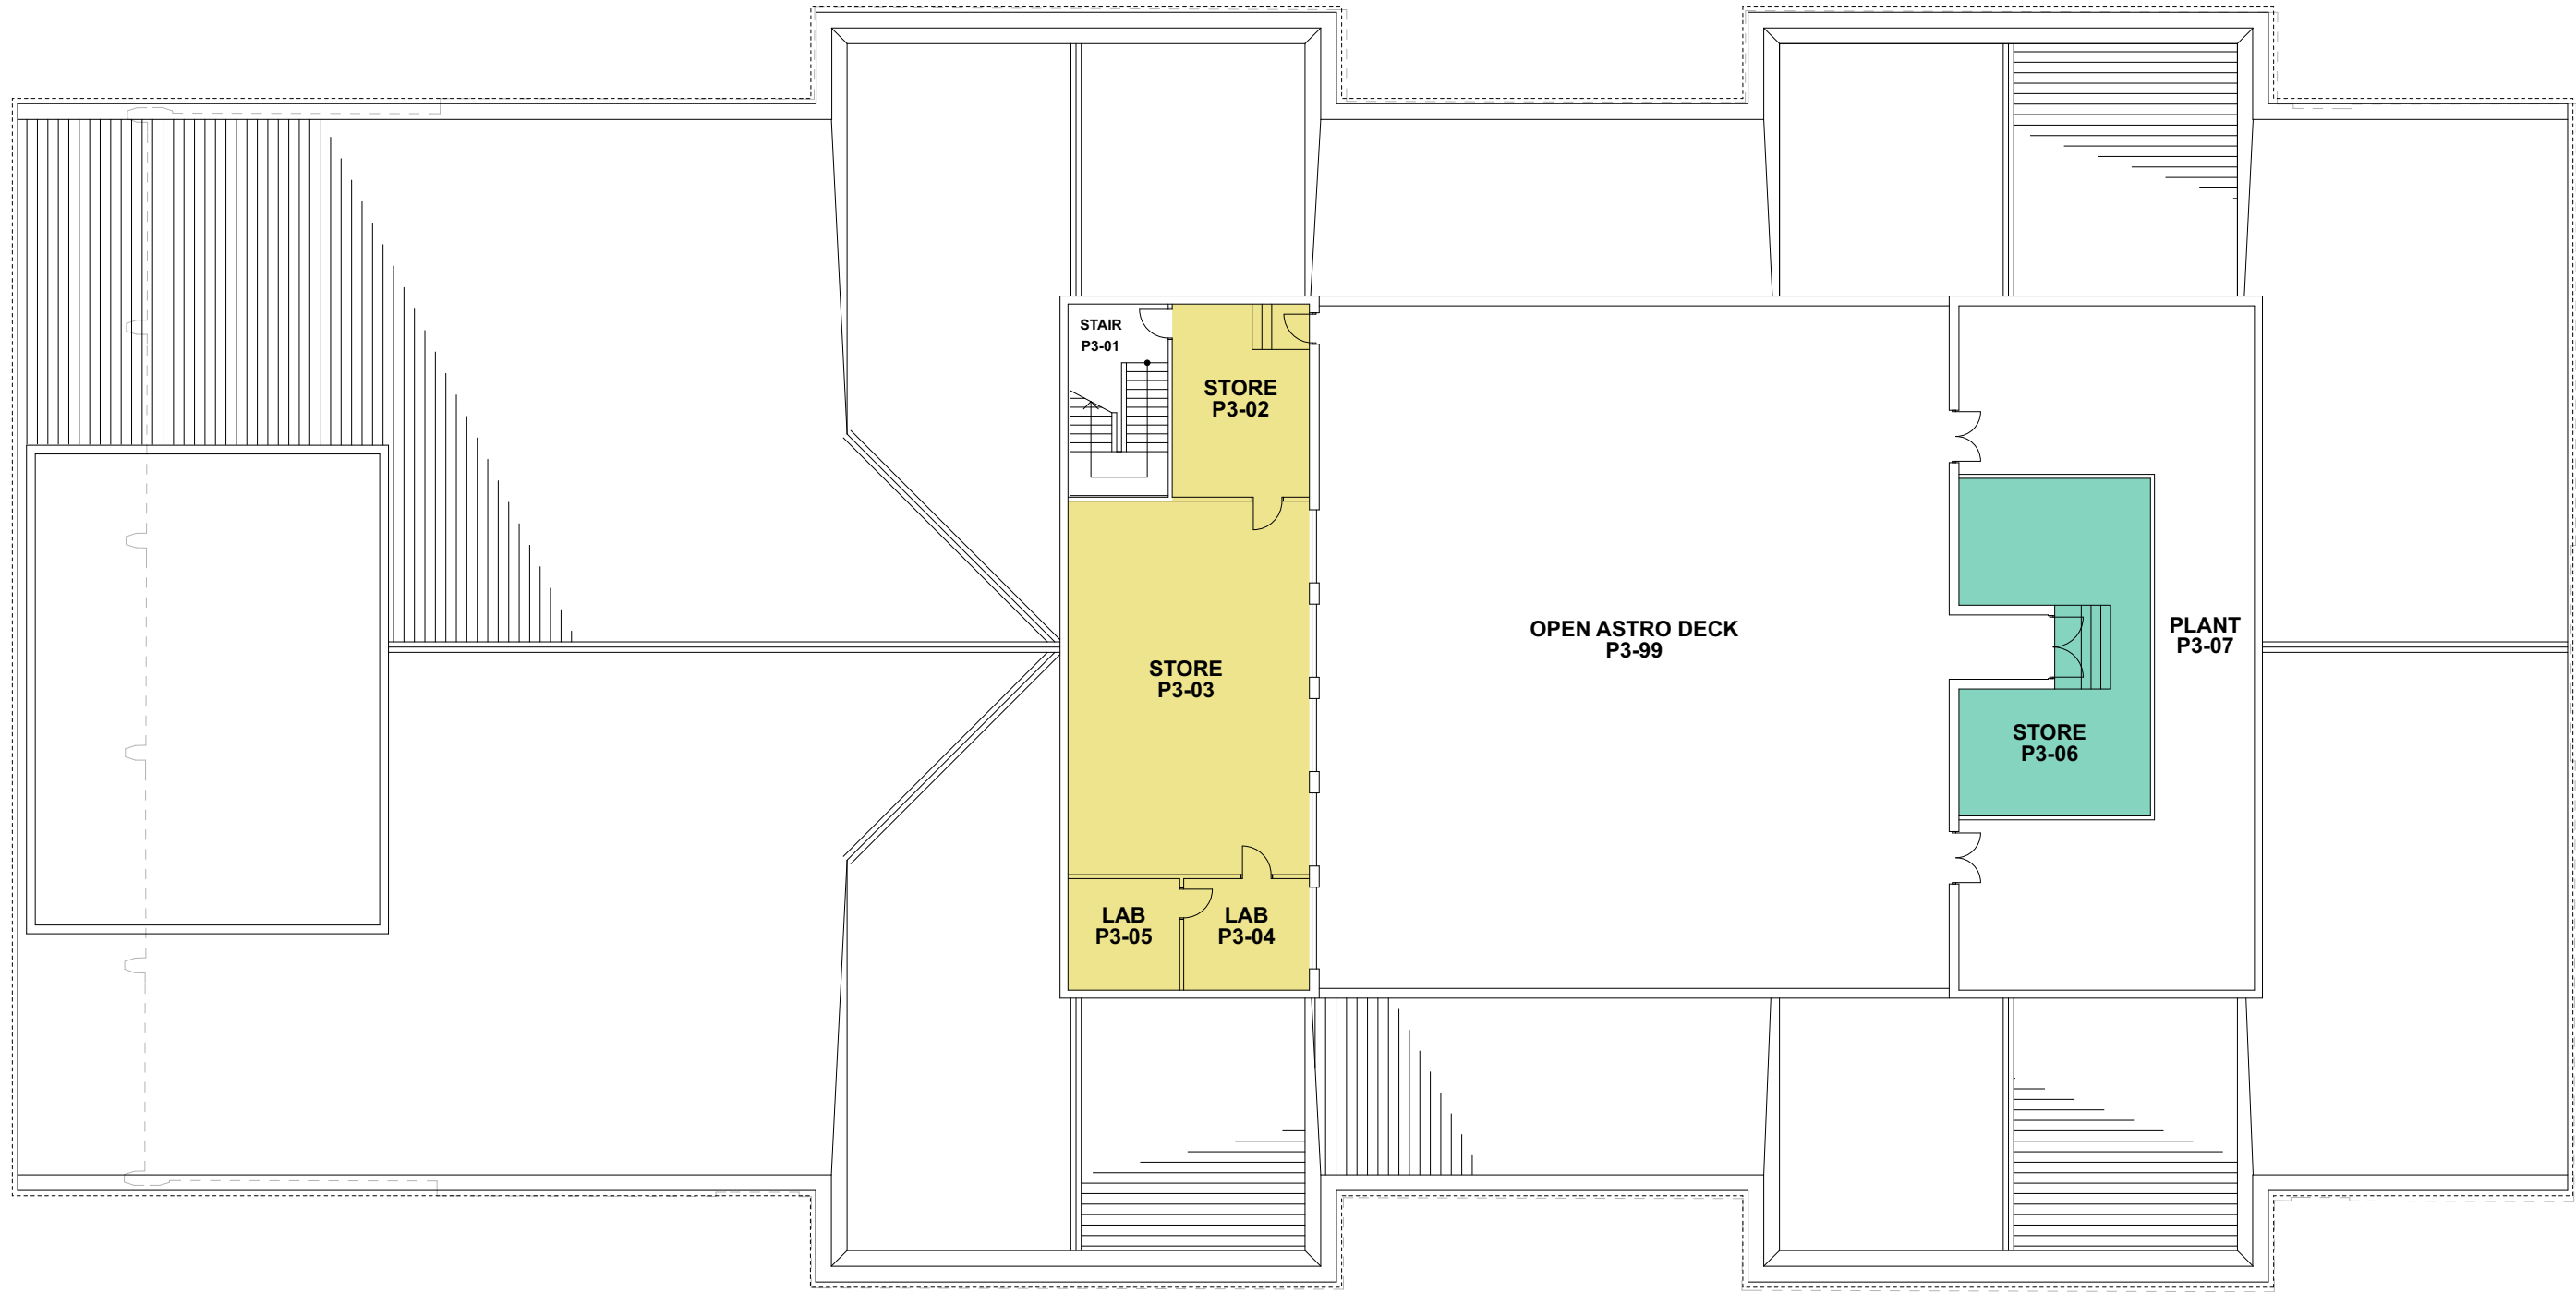 STAIR
P3-01
STORE
P3-02
OPEN ASTRO DECK
P3-99
PLANT
P3-07
STORE
P3-03
STORE
P3-06
LAB
P3-05
LAB
P3-04